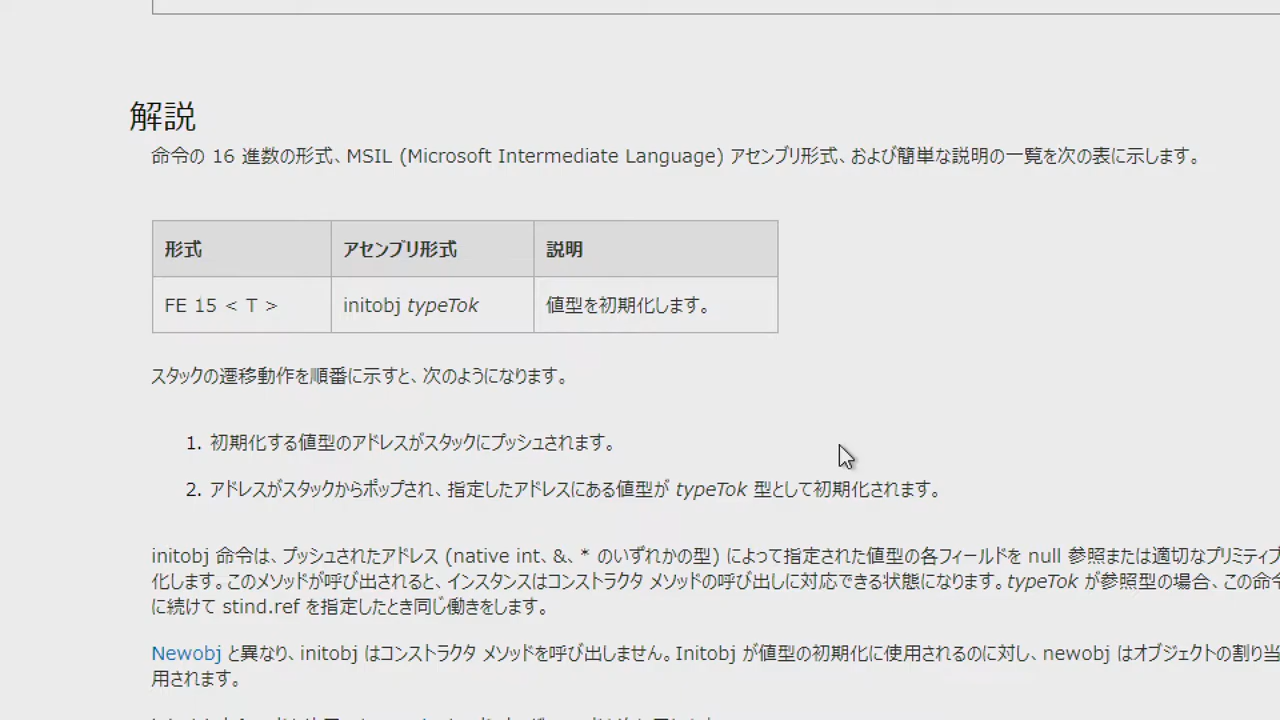 解説
命令の 16 進数の形式、MSIL (Microsoft Intermediate Language) アセンブリ形式、および簡単な説明の一覧を次の表に示します。
形式 アセンブリ形式 説明
FE 15 < T > initobj typeTok 値型を初期化します。
スタックの遷移動作を順番に示すと、次のようになります。
1. 初期化する値型のアドレスがスタックにプッシュされます。
2. アドレスがスタックからポップされ、指定したアドレスにある値型が typeTok 型として初期化されます。
initobj 命令は、プッシュされたアドレス (native int、&、* のいずれかの型) によって指定された値型の各フィールドを null 参照または適切なプリミティブ
化します。このメソッドが呼び出されると、インスタンスはコンストラクタ メソッドの呼び出しに対応できる状態になります。typeTok が参照型の場合、この命令
に続けて stind.ref を指定したとき同じ働きをします。
Newobj と異なり、initobj はコンストラクタ メソッドを呼び出しません。Initobj が値型の初期化に使用されるのに対し、newobj はオブジェクトの割り当
用されます。